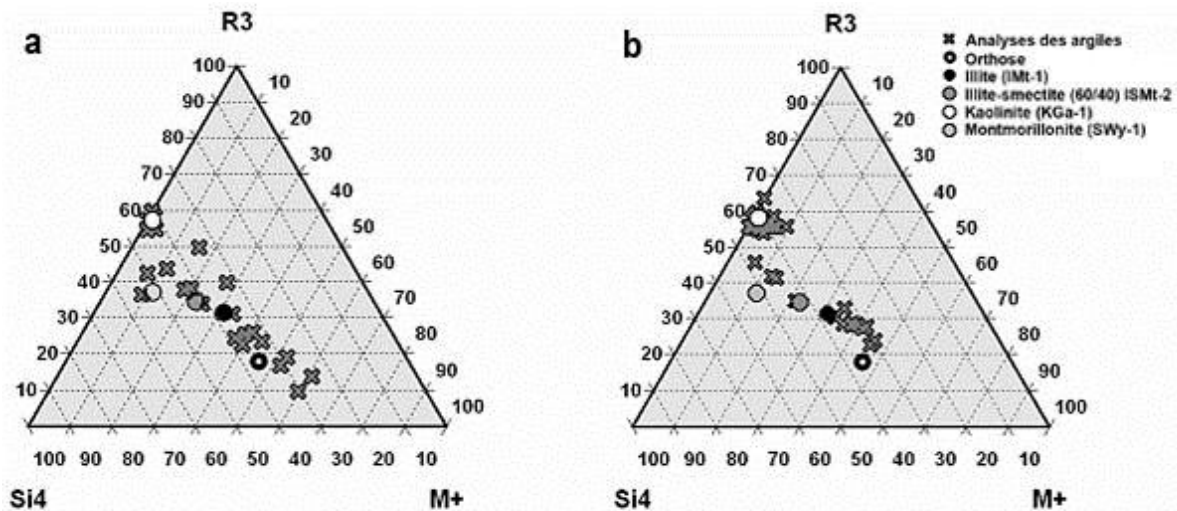 R3
a
100
90
80
70
60
50
40
30
20
10
10
20
30
40
50
60
70
80
90
100
100 90 80 70 60 50 40 30 20 10
Si4 M+
R3
b
100
90
80
70
60
50
40
30
20
10
10
20
30
40
50
60
70
80
90
100
100 90 80 70 60 50 40 30 20 10
Si4 M+
Analyses des argiles
Orthose
Illite (IMt-1)
Illite-smectite (60/40) ISMt-2
Kaolinite (KGa-1)
Montmorillonite (SWy-1)